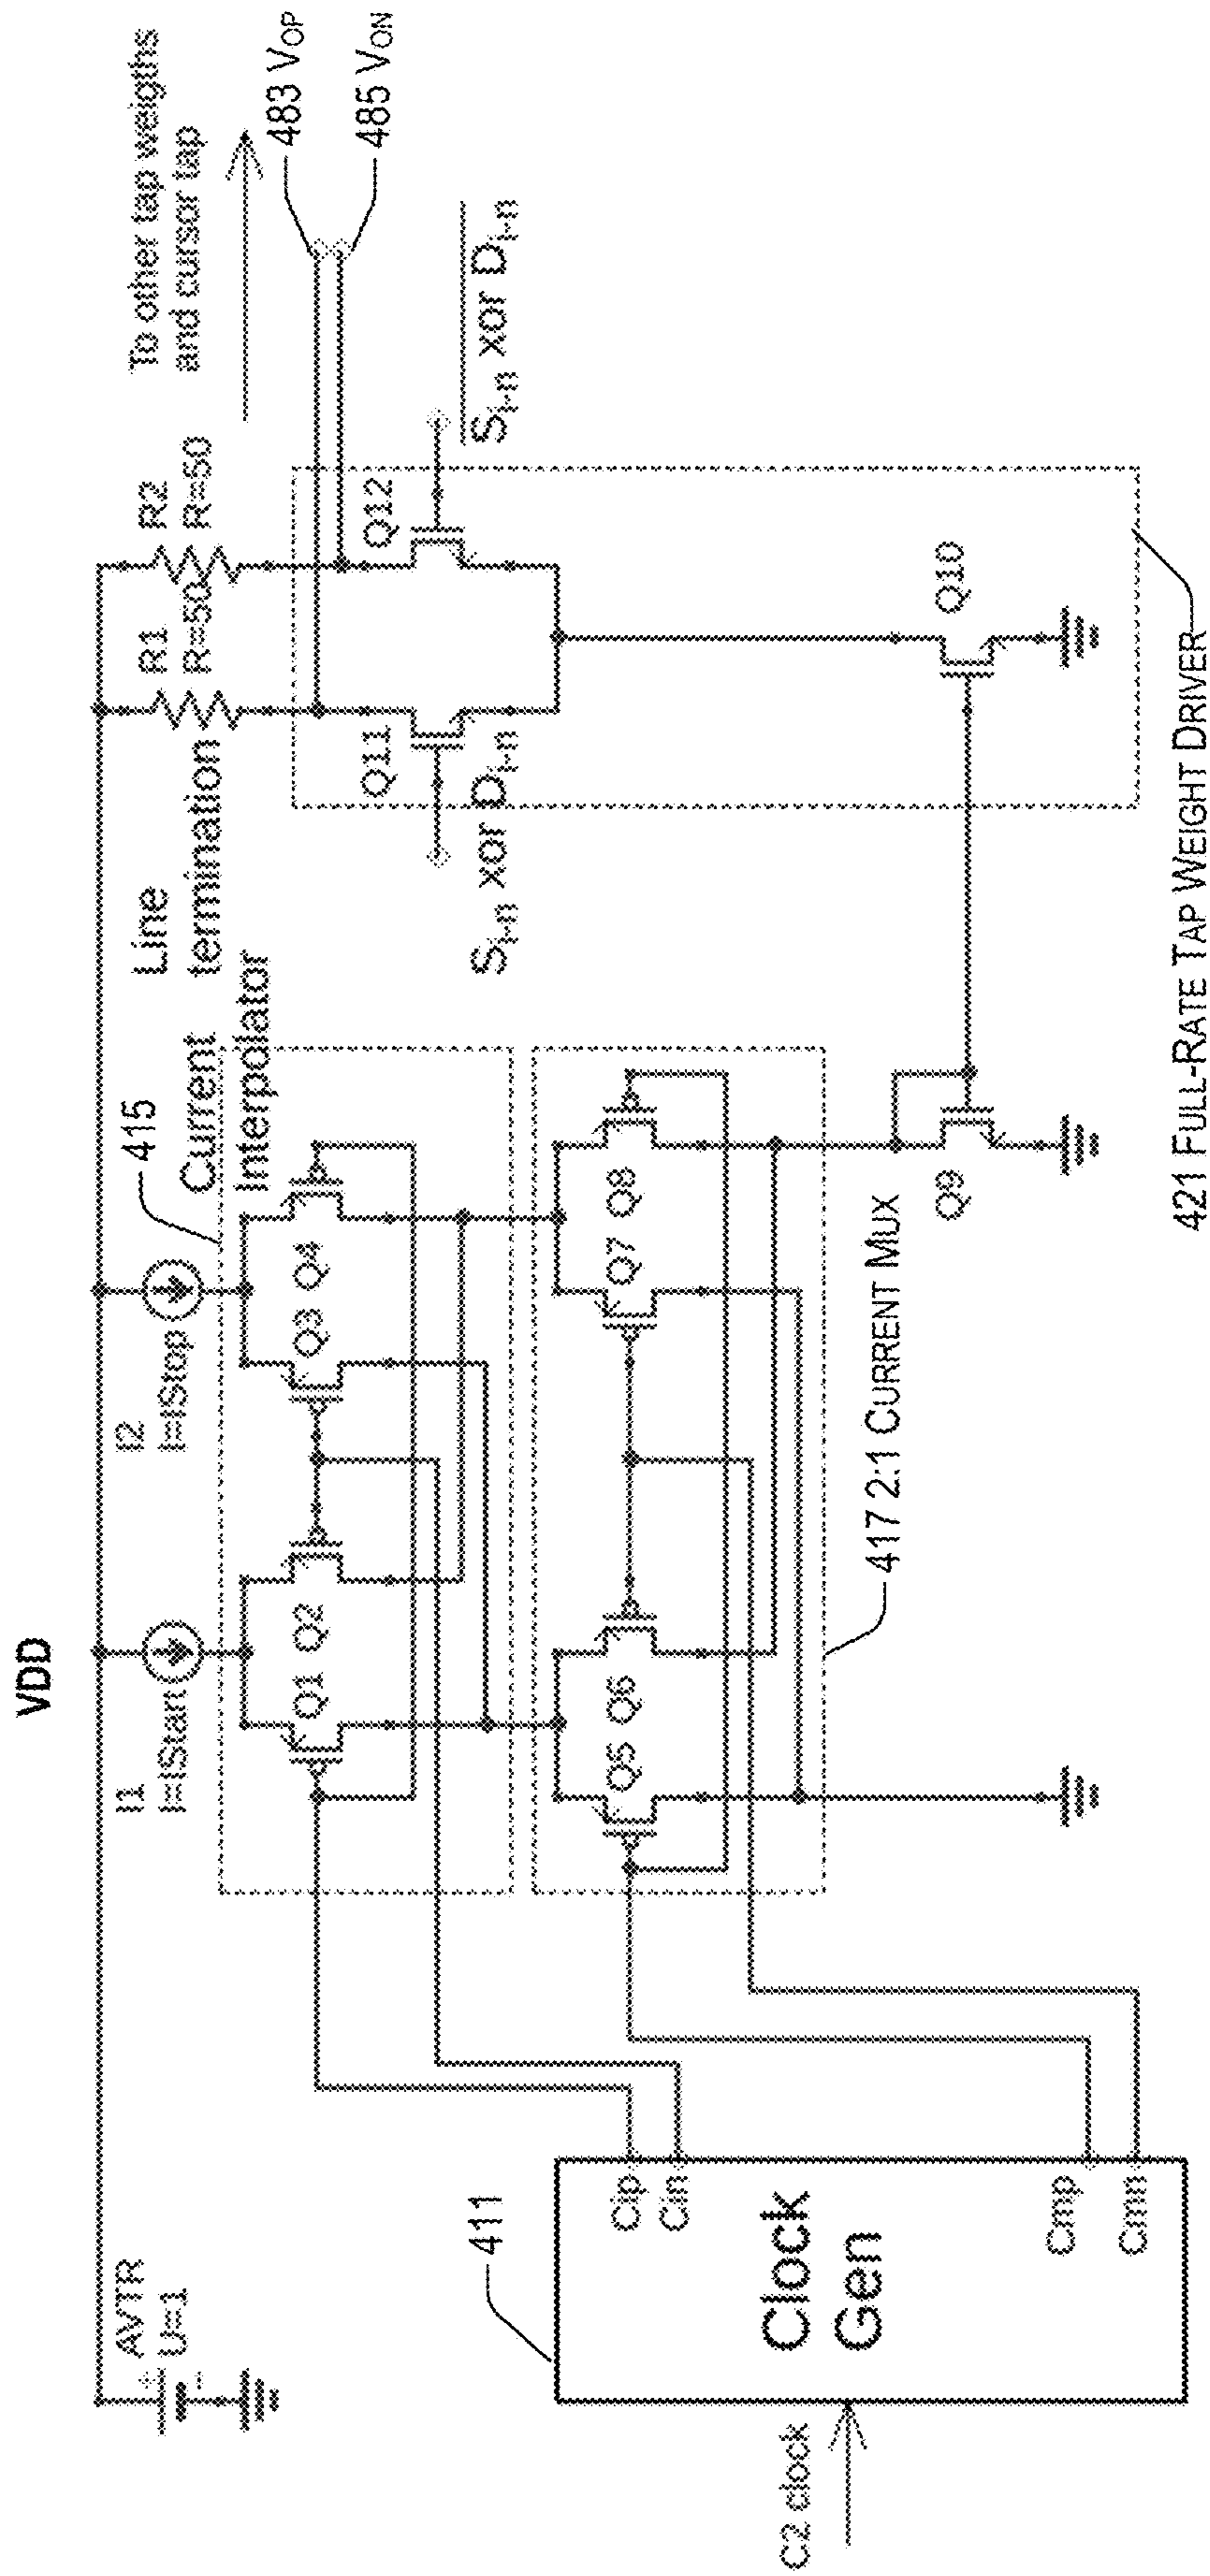 VDD
AVTR
U=1
I1
I=IStart
I2
I=IStop
415
Current
Interpolator
Line
termination
R1
R=50
R2
R=50
To other tap weigths
and cursor tap
483 VOP
485 VON
Q1
Q2
Q3
Q4
Q11
Q12
Si-n xor Di-n
Si-n xor Di-n
411
Cip
Cin
Clock
Gen
Cmp
Cmn
C2 clock
Q5
Q6
Q7
Q8
417 2:1 CURRENT MUX
Q9
Q10
421 FULL-RATE TAP WEIGHT DRIVER